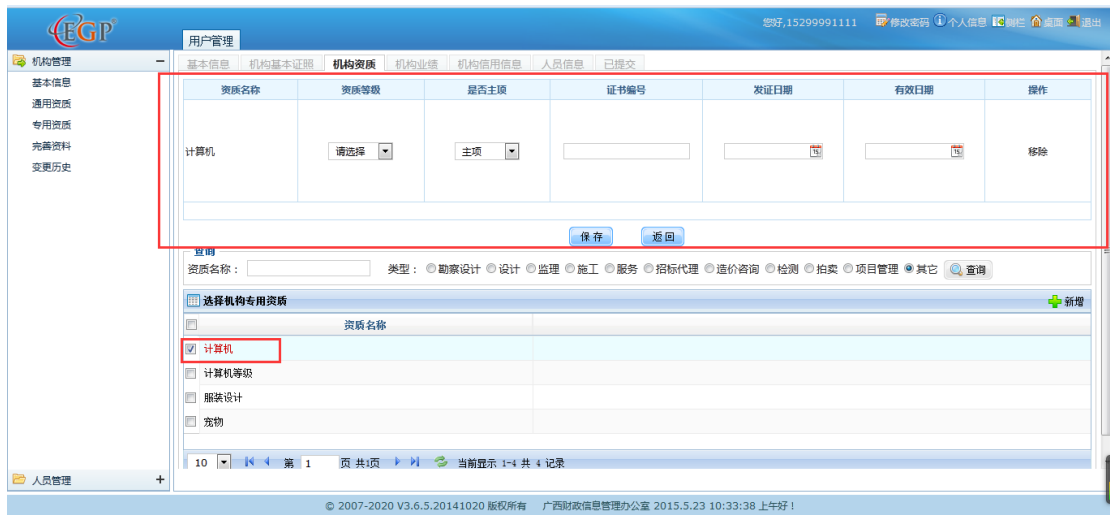 EGP
您好,15299991111 修改密码 个人信息 侧栏 桌面 退出
用户管理
机构管理
基本信息
通用资质
专用资质
完善资料
变更历史
人员管理
基本信息 机构基本证照 机构资质 机构业绩 机构信用信息 人员信息 已提交
资质名称 资质等级 是否主项 证书编号 发证日期 有效日期 操作
计算机 请选择 主项 移除
保存 返回
查询
资质名称： 类型： 勘察设计 设计 监理 施工 服务 招标代理 造价咨询 检测 拍卖 项目管理 其它 查询
选择机构专用资质 新增
资质名称
计算机
计算机等级
服装设计
宠物
10 第 1 页 共1页 当前显示 1-4 共 4 记录
© 2007-2020 V3.6.5.20141020 版权所有 广西财政信息管理办公室 2015.5.23 10:33:38 上午好！